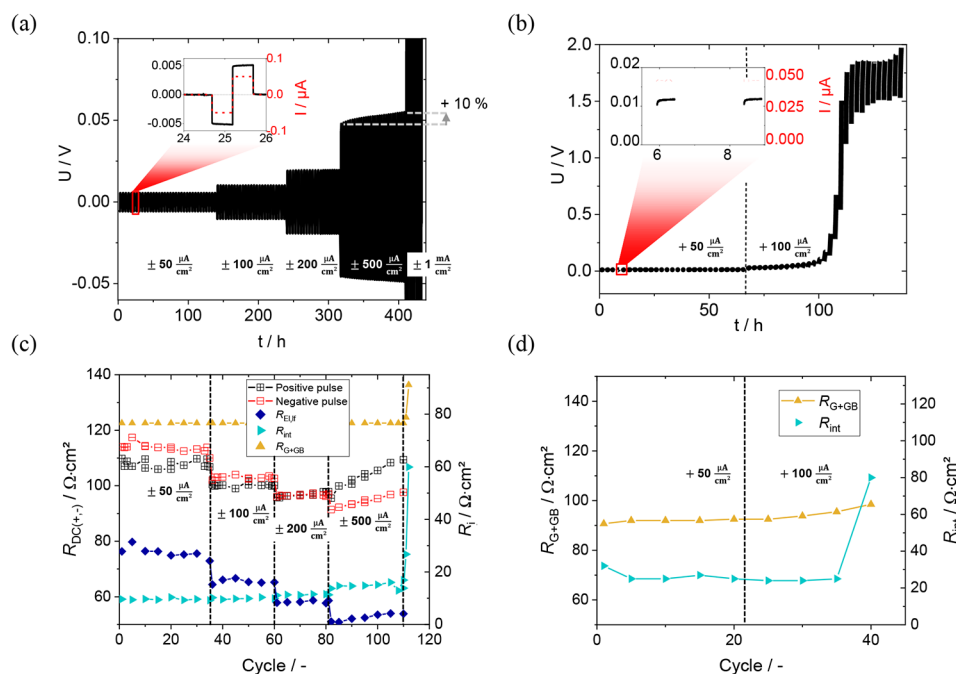 (a)
0.10
0.05
0.00
-0.05
U / V
0.005
0.000
-0.005
0.1
0.0
0.1
I / µA
24
25
26
+ 10 %
± 50 µA/cm²
± 100 µA/cm²
± 200 µA/cm²
± 500 µA/cm²
± 1 mA/cm²
0
100
200
300
400
t / h
(b)
2.0
1.5
1.0
0.5
0.0
U / V
0.02
0.01
0.00
0.050
0.025
0.000
I / µA
6
8
+ 50 µA/cm²
+ 100 µA/cm²
0
50
100
t / h
(c)
140
120
100
80
60
R_DC(+,-) / Ω·cm²
Positive pulse
Negative pulse
R_El,lf
R_int
R_G+GB
± 50 µA/cm²
± 100 µA/cm²
± 200 µA/cm²
± 500 µA/cm²
80
60
40
20
0
R_i / Ω·cm²
0
20
40
60
80
100
120
Cycle / -
(d)
140
120
100
80
60
R_G+GB / Ω·cm²
R_G+GB
R_int
+ 50 µA/cm²
+ 100 µA/cm²
120
100
80
60
40
20
0
R_int / Ω·cm²
0
20
40
Cycle / -